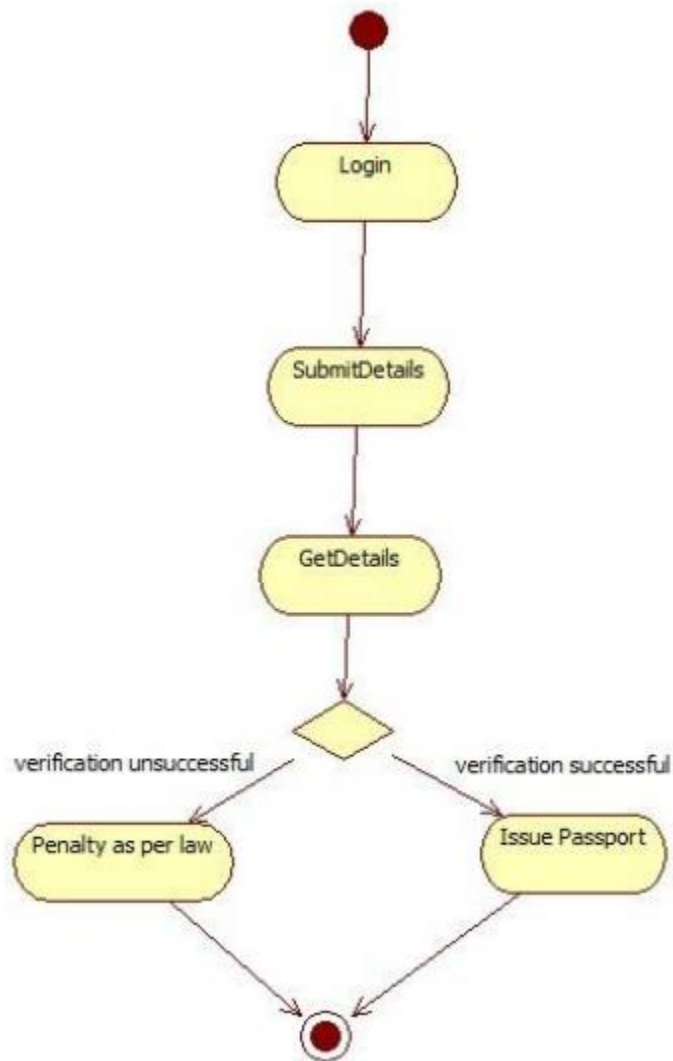 Login
SubmitDetails
GetDetails
verification unsuccessful
verification successful
Penalty as per law
Issue Passport